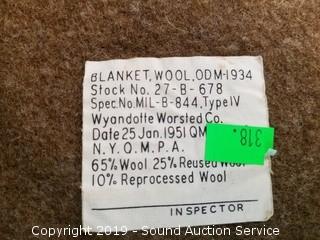 BLANKET, WOOL, ODM-1934
Stock No. 27-B-678
Spec. No. MIL-B-844, Type IV
Wyandotte Worsted Co.
Date 25 Jan. 1951 QM
N.Y.Q.M.P.A.
318.
65% Wool 25% Reused Wool
10% Reprocessed Wool
INSPECTOR
Copyright 2019 - Sound Auction Service